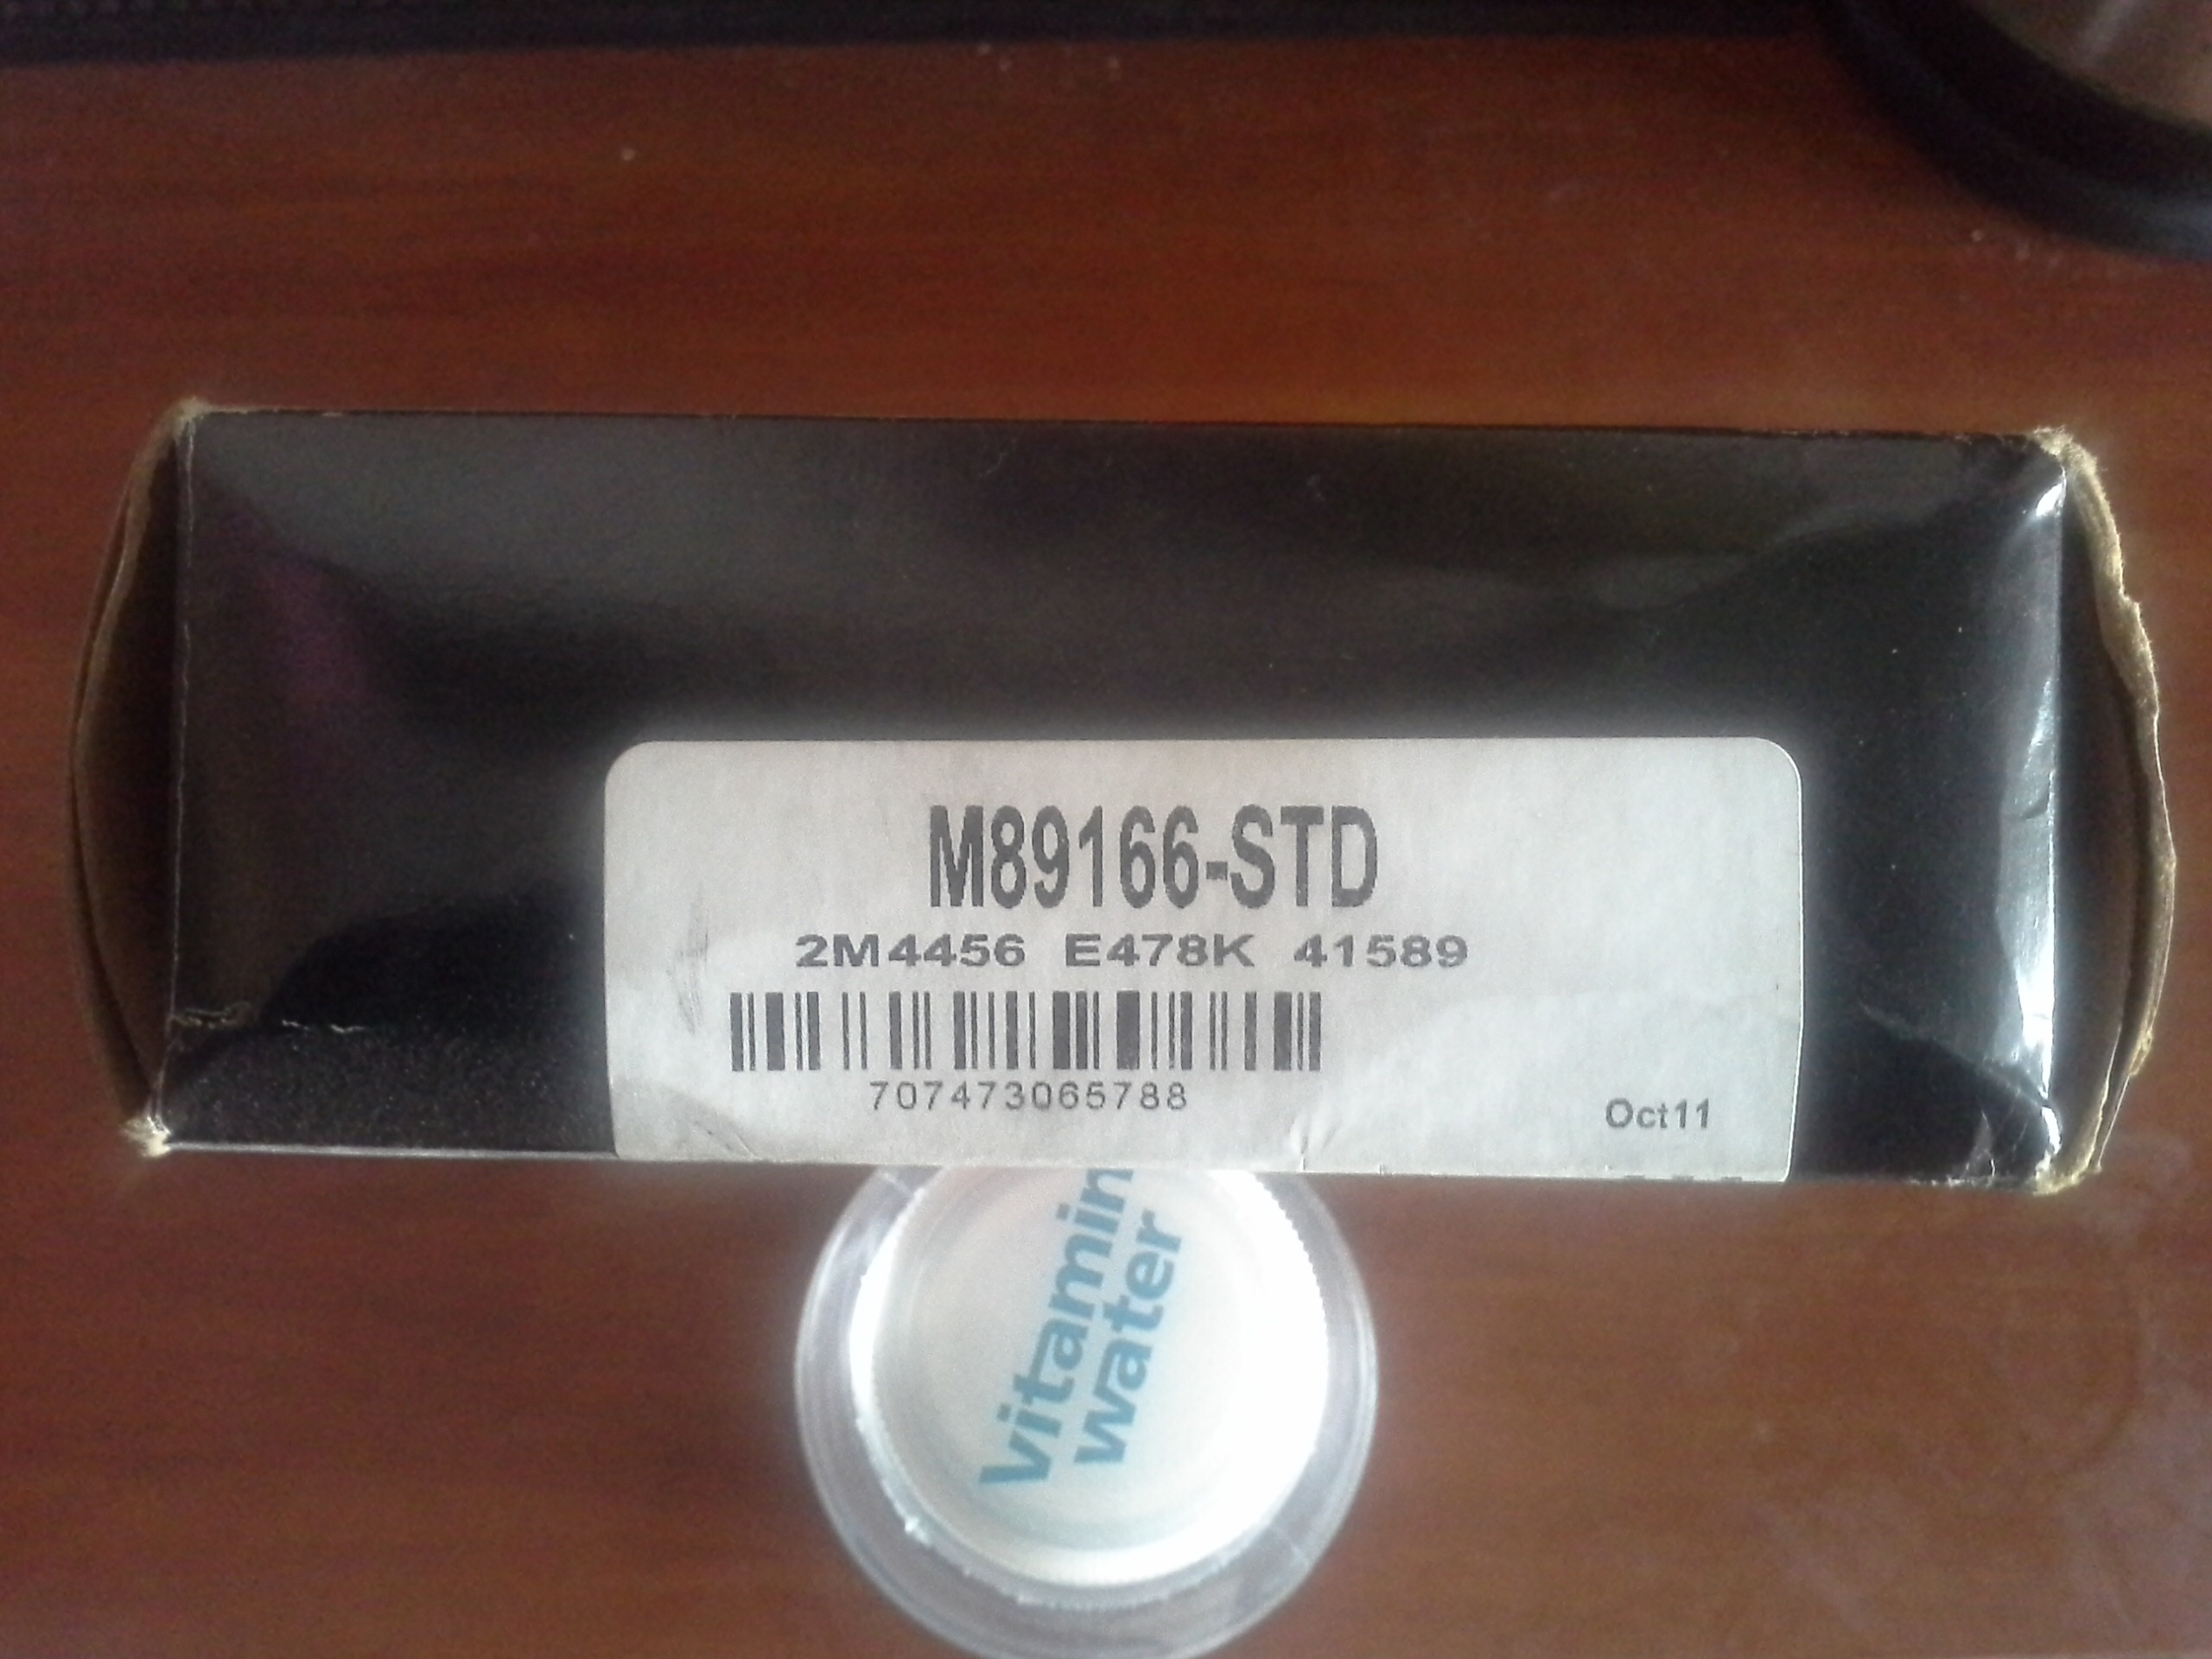 M89166-STD
2M4456 E478K 41589
707473065788
Oct11
vitamin
water